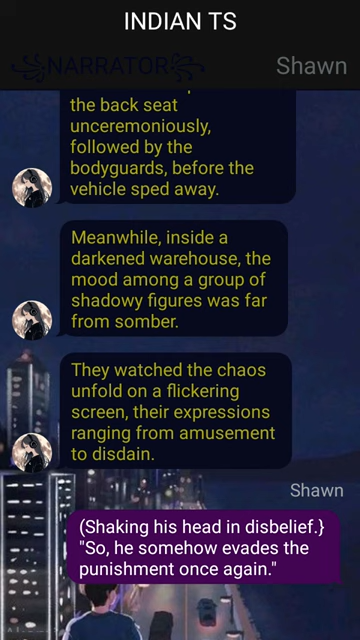 INDIAN TS
꧁NARRATOR꧂
Shawn
the back seat
unceremoniously,
followed by the
bodyguards, before the
vehicle sped away.
Meanwhile, inside a
darkened warehouse, the
mood among a group of
shadowy figures was far
from somber.
They watched the chaos
unfold on a flickering
screen, their expressions
ranging from amusement
to disdain.
Shawn
(Shaking his head in disbelief.}
"So, he somehow evades the
punishment once again."